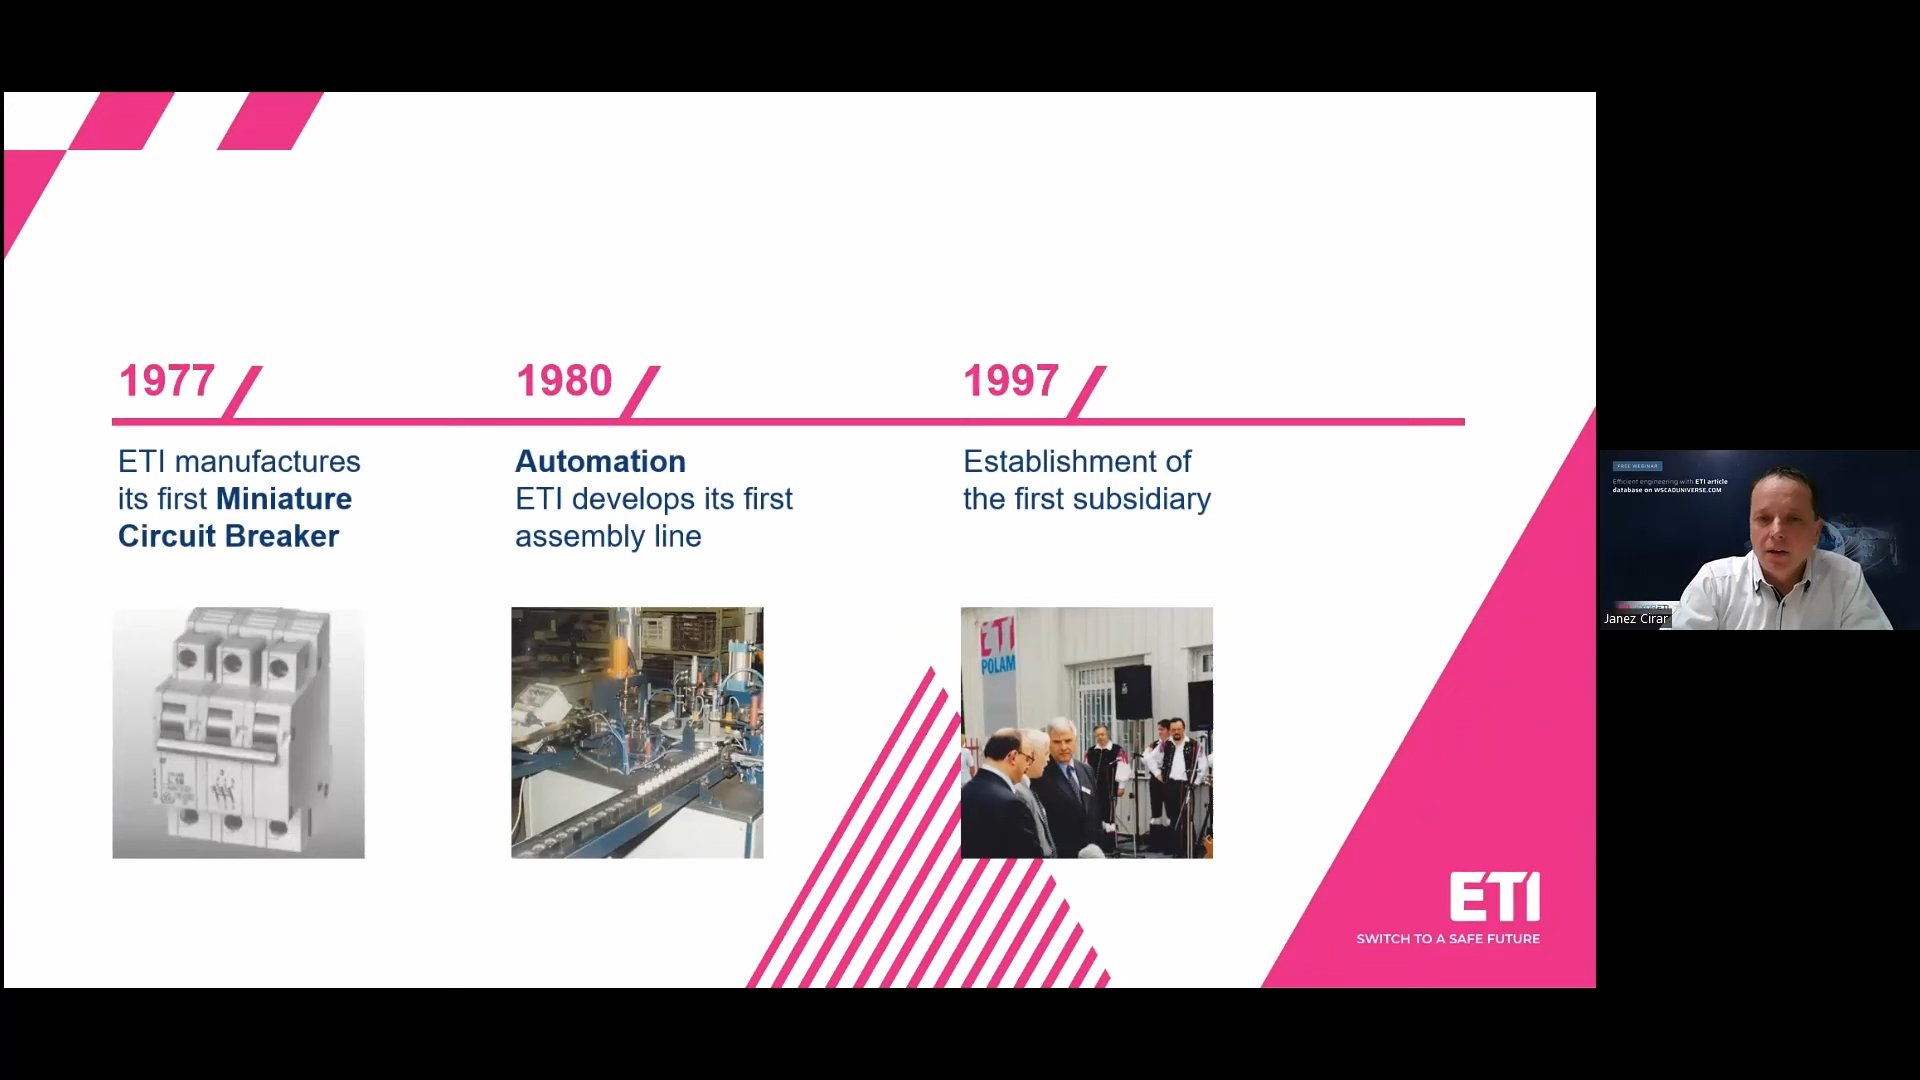 1977
ETI manufactures
its first Miniature
Circuit Breaker
1980
Automation
ETI develops its first
assembly line
1997
Establishment of
the first subsidiary
ETI
POLAM
ETI
SWITCH TO A SAFE FUTURE
FREE WEBINAR
Efficient engineering with ETI article
database on WSCADUNIVERSE.COM
Janez Cirar